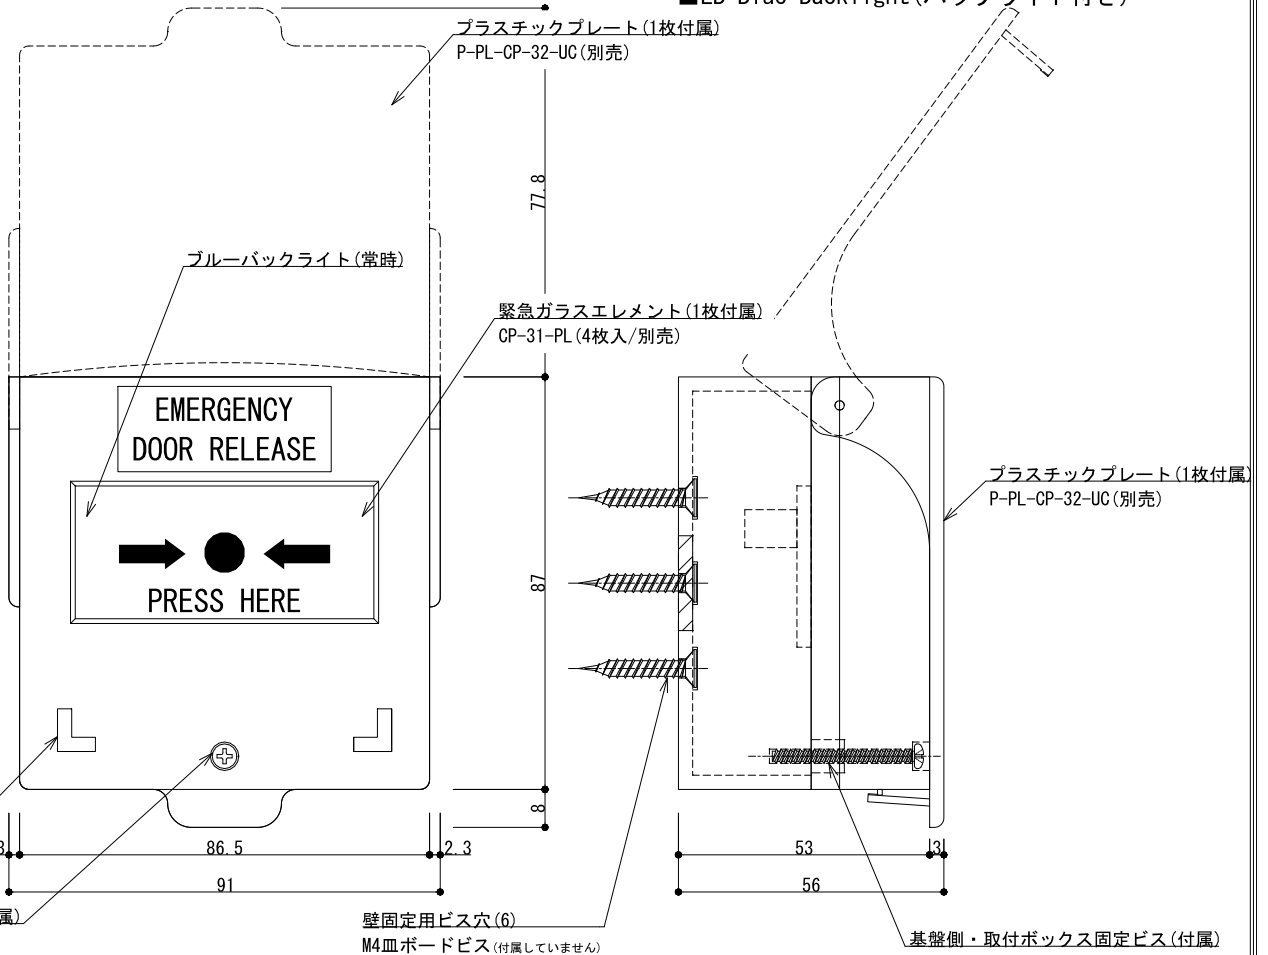 プラスチックプレート(1枚付属)
P-PL-CP-32-UC(別売)
77.8
ブルーバックライト(常時)
緊急ガラスエレメント(1枚付属)
CP-31-PL(4枚入/別売)
EMERGENCY
DOOR RELEASE
プラスチックプレート(1枚付属)
P-PL-CP-32-UC(別売)
87
PRESS HERE
8
3
86.5
2.3
53
3
91
56
属)
壁固定用ビス穴(6)
M4皿ボードビス(付属していません)
基盤側・取付ボックス固定ビス(付属)